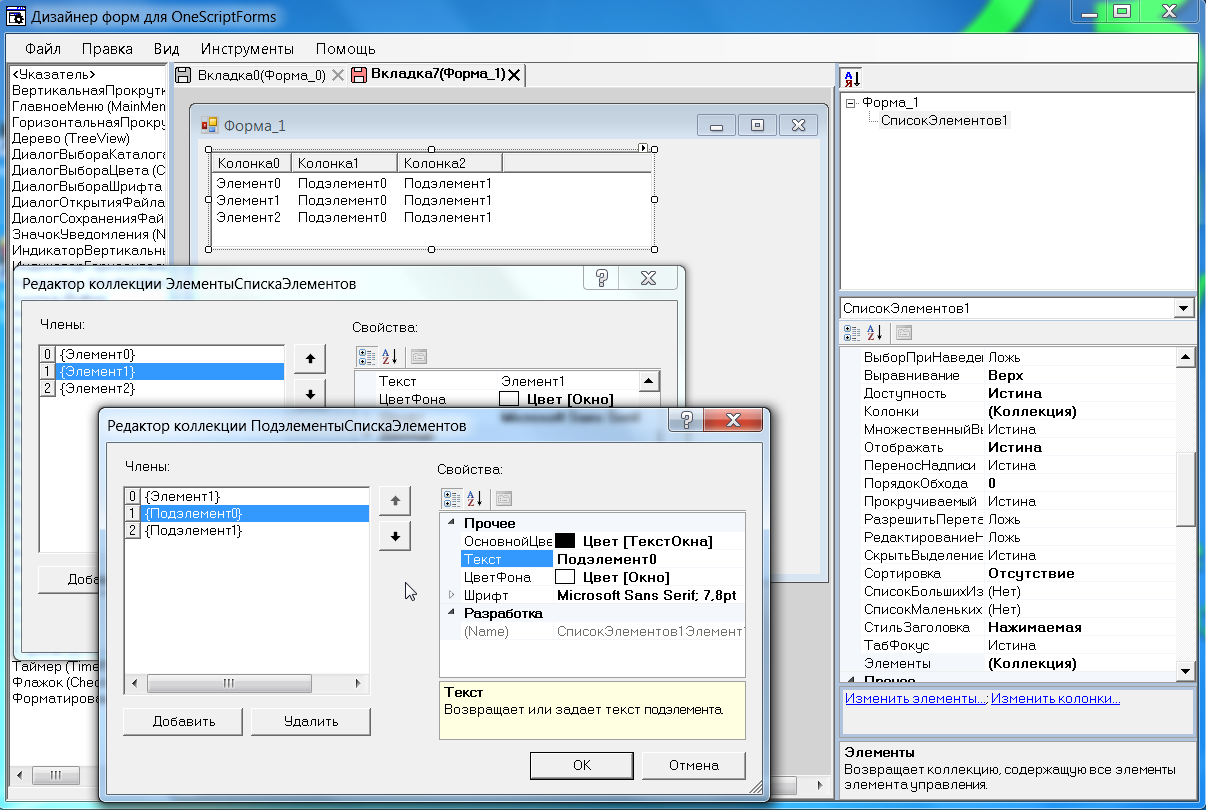 Дизайнер форм для OneScriptForms
Файл Правка Вид Инструменты Помощь
<Указатель>
ВертикальнаяПрокрутк
ГлавноеМеню (MainMen
ГоризонтальнаяПрокру
Дерево (TreeView)
ДиалогВыбораКаталога
ДиалогВыбораЦвета (C
ДиалогВыбораШрифта
ДиалогОткрытияФайла
ДиалогСохраненияФай
ЗначокУведомления (N
ИндикаторВертикальнь
Таймер (Time
Флажок (Chec
Форматирова
Вкладка0(Форма_0) Вкладка7(Форма_1)
Форма_1
Колонка0 Колонка1 Колонка2
Элемент0 Подэлемент0 Подэлемент1
Элемент1 Подэлемент0 Подэлемент1
Элемент2 Подэлемент0 Подэлемент1
Редактор коллекции ЭлементыСпискаЭлементов
Члены:
0 {Элемент0}
1 {Элемент1}
2 {Элемент2}
Доба
Свойства:
Текст Элемент1
ЦветФона Цвет [Окно]
Редактор коллекции ПодэлементыСпискаЭлементов
Члены:
0 {Элемент1}
1 {Подэлемент0}
2 {Подэлемент1}
Добавить Удалить
Свойства:
Прочее
ОсновнойЦве Цвет [ТекстОкна]
Текст Подэлемент0
ЦветФона Цвет [Окно]
Шрифт Microsoft Sans Serif; 7,8pt
Разработка
(Name) СписокЭлементов1Элемент1
Текст
Возвращает или задает текст подэлемента.
OK Отмена
Форма_1
СписокЭлементов1
СписокЭлементов1
ВыборПриНаведен Ложь
Выравнивание Верх
Доступность Истина
Колонки (Коллекция)
МножественныйВы Истина
Отображать Истина
ПереносНадписи Истина
ПорядокОбхода 0
Прокручиваемый Истина
РазрешитьПерета Ложь
РедактированиеН Ложь
СкрытьВыделение Истина
Сортировка Отсутствие
СписокБольшихИз (Нет)
СписокМаленьких (Нет)
СтильЗаголовка Нажимаемая
ТабФокус Истина
Элементы (Коллекция)
Прочее
Изменить элементы..., Изменить колонки...
Элементы
Возвращает коллекцию, содержащую все элементы
элемента управления.